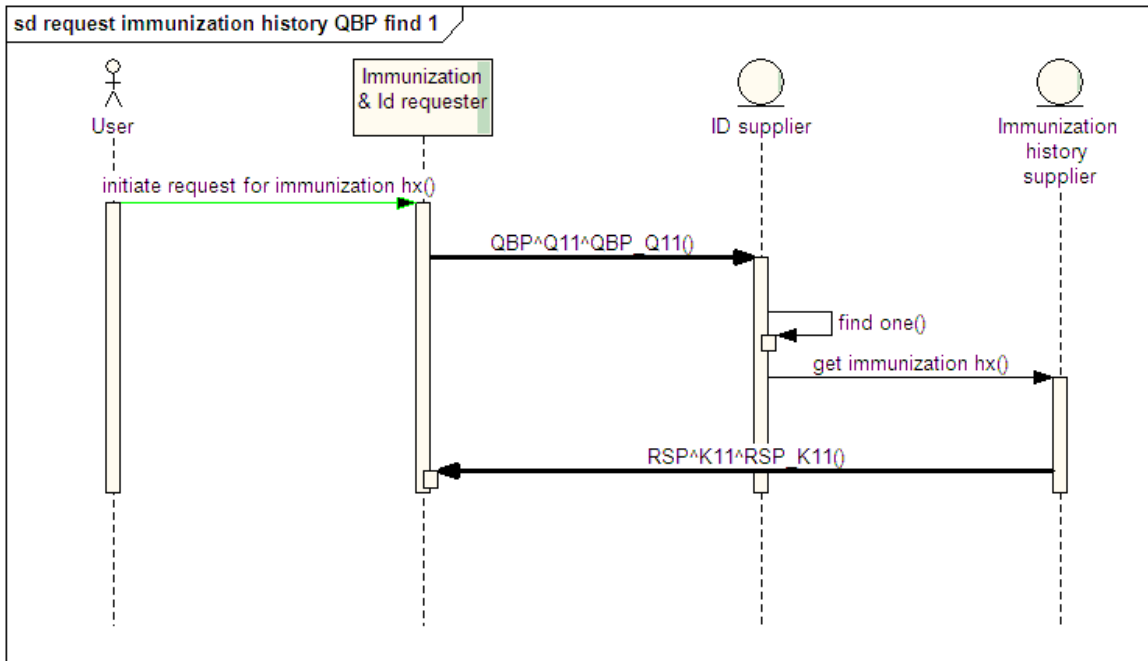 sd request immunization history QBP find 1
Immunization
& Id requester
User
ID supplier
Immunization
history
supplier
initiate request for immunization hx()
QBP^Q11^QBP_Q11()
find one()
get immunization hx()
RSP^K11^RSP_K11()